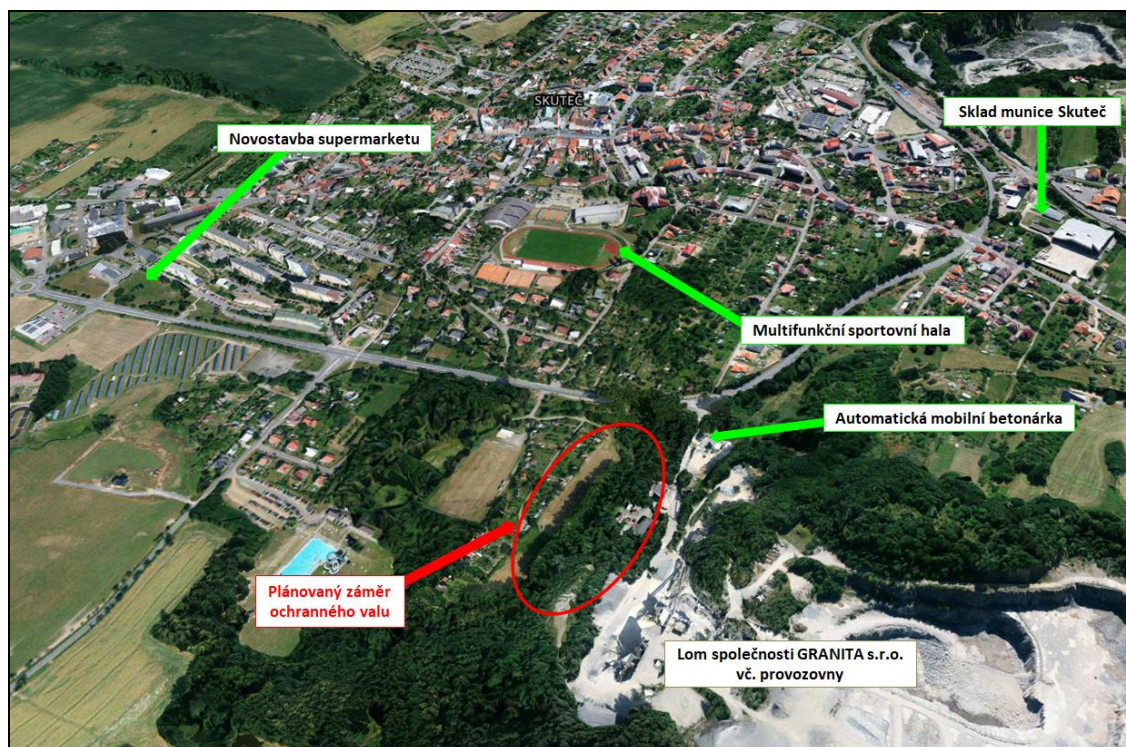 SKUTEČ
Sklad munice Skuteč
Novostavba supermarketu
Multifunkční sportovní hala
Automatická mobilní betonárka
Plánovaný záměr
ochranného valu
Lom společnosti GRANITA s.r.o.
vč. provozovny